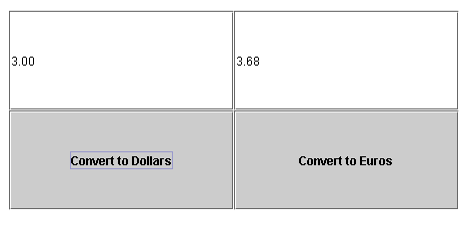 3.00
3.68
Convert to Dollars
Convert to Euros